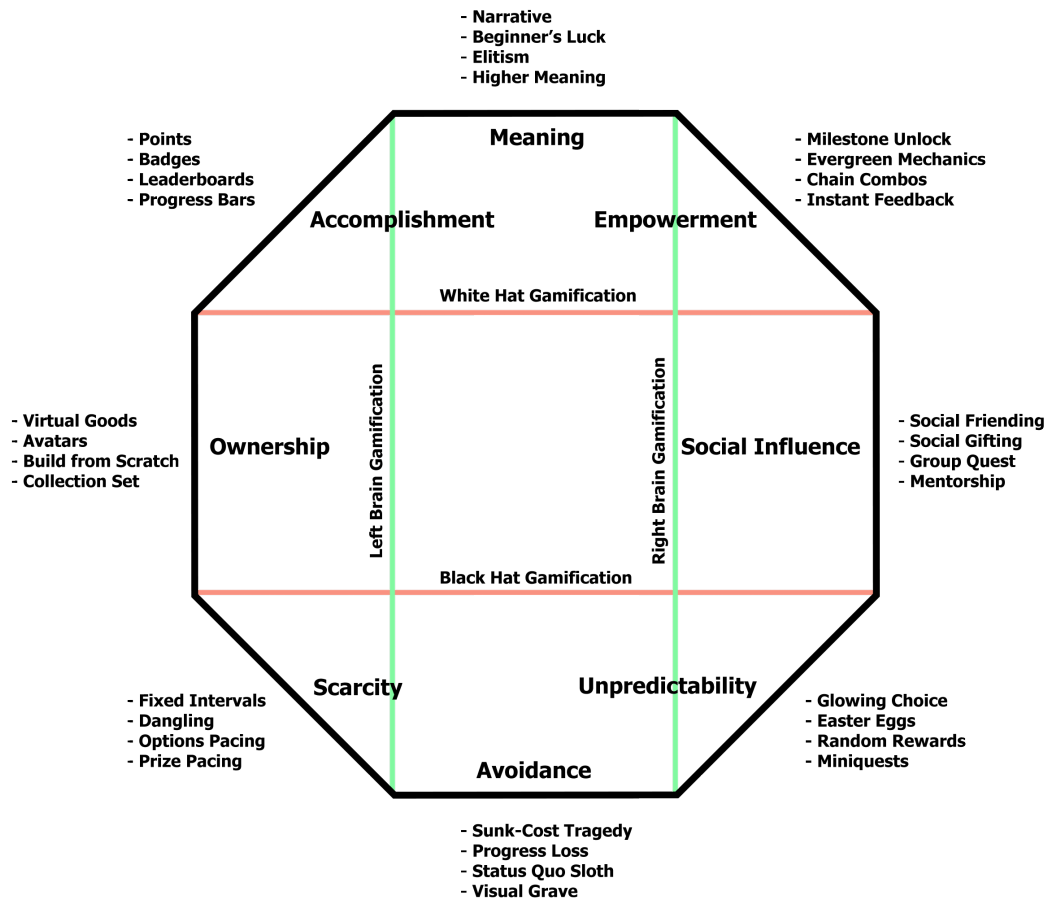 - Narrative
- Beginner’s Luck
- Elitism
- Higher Meaning
Meaning
- Points
- Badges
- Leaderboards
- Progress Bars
- Milestone Unlock
- Evergreen Mechanics
- Chain Combos
- Instant Feedback
Accomplishment
Empowerment
White Hat Gamification
- Virtual Goods
- Avatars
- Build from Scratch
- Collection Set
Ownership
Left Brain Gamification
Right Brain Gamification
Social Influence
- Social Friending
- Social Gifting
- Group Quest
- Mentorship
Black Hat Gamification
Scarcity
Unpredictability
- Fixed Intervals
- Dangling
- Options Pacing
- Prize Pacing
- Glowing Choice
- Easter Eggs
- Random Rewards
- Miniquests
Avoidance
- Sunk-Cost Tragedy
- Progress Loss
- Status Quo Sloth
- Visual Grave